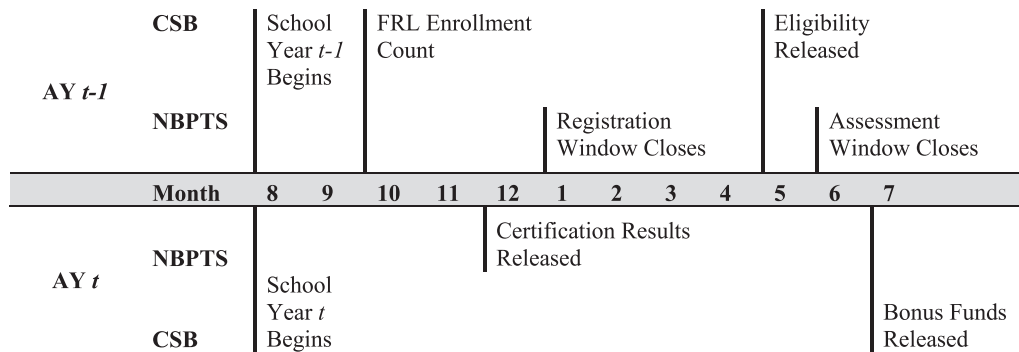 CSB School FRL Enrollment Eligibility
Year t-1 Count Released
Begins
AY t-1
NBPTS Registration Assessment
Window Closes Window Closes
Month 8 9 10 11 12 1 2 3 4 5 6 7
Certification Results
NBPTS Released
AY t School
Year t Bonus Funds
CSB Begins Released